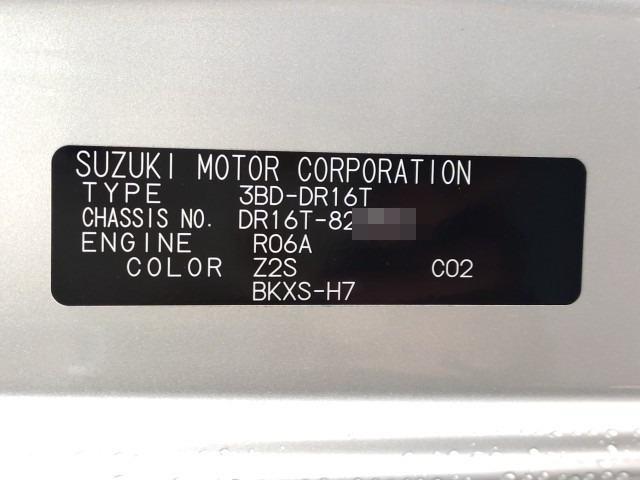 SUZUKI MOTOR CORPORATION
TYPE 3BD-DR16T
CHASSIS NO. DR16T-82
ENGINE R06A
COLOR Z2S C02
BKXS-H7